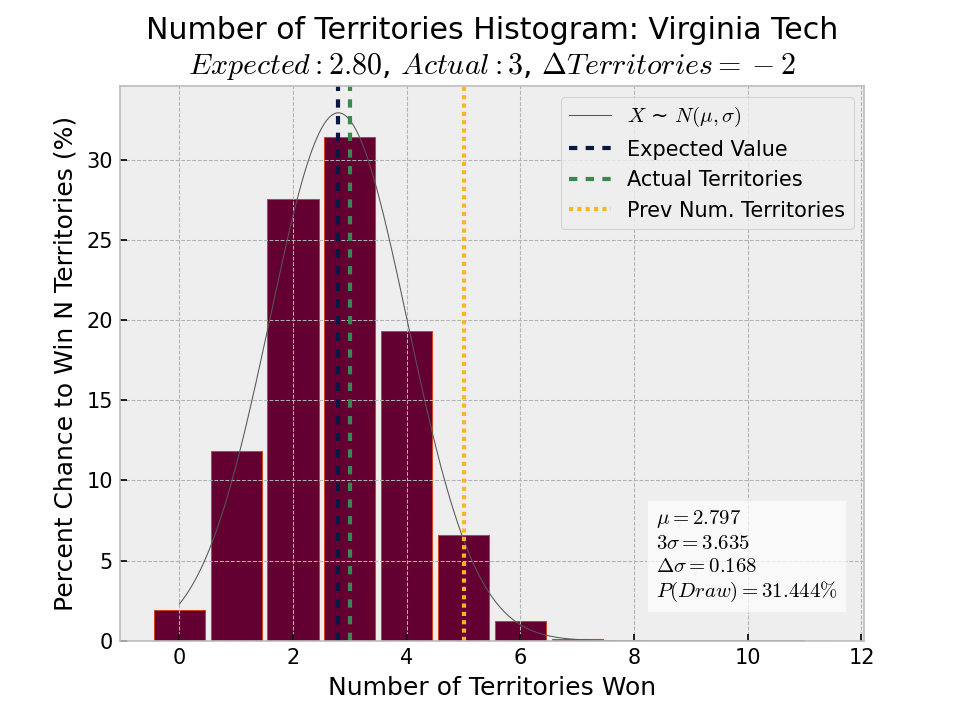 Number of Territories Histogram: Virginia Tech
Expected : 2.80, Actual : 3, ΔTerritories = −2
Percent Chance to Win N Territories (%)
30
25
20
15
10
5
0
X ~ N(μ, σ)
Expected Value
Actual Territories
Prev Num. Territories
μ = 2.797
3σ = 3.635
Δσ = 0.168
P(Draw) = 31.444%
0 2 4 6 8 10 12
Number of Territories Won